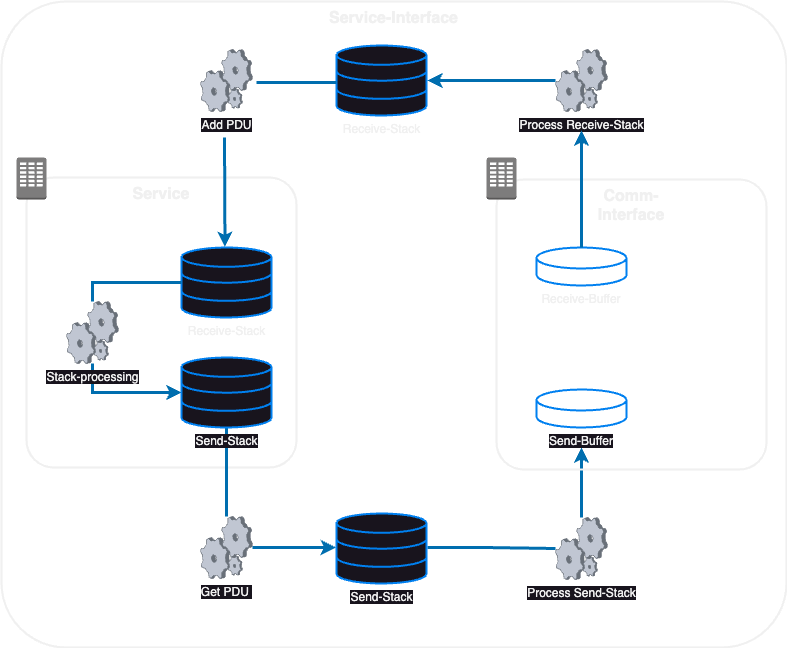 Service-Interface
Add PDU
Receive-Stack
Process Receive-Stack
Service
Comm-
Interface
Receive-Stack
Receive-Buffer
Stack-processing
Send-Stack
Send-Buffer
Get PDU
Send-Stack
Process Send-Stack